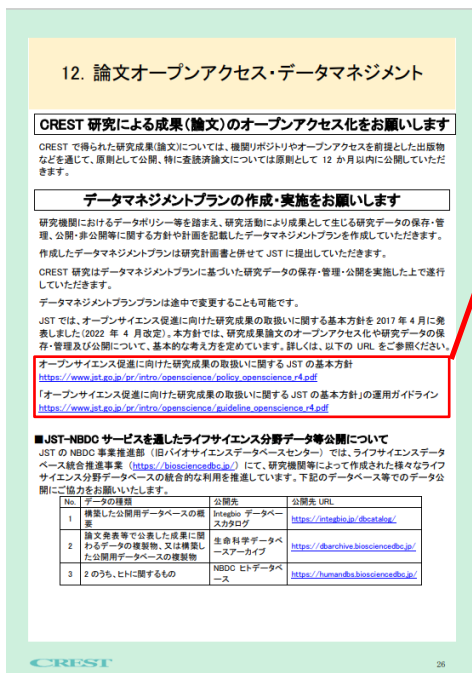 12. 論文オープンアクセス・データマネジメント
CREST 研究による成果(論文)のオープンアクセス化をお願いします
CREST で得られた研究成果(論文)については、機関リポジトリやオープンアクセスを前提とした出版物
などを通じて、原則として公開、特に査読済論文については原則として 12 か月以内に公開していただ
きます。
データマネジメントプランの作成・実施をお願いします
研究機関におけるデータポリシー等を踏まえ、研究活動により成果として生じる研究データの保存・管
理、公開・非公開等に関する方針や計画を記載したデータマネジメントプランを作成していただきます。
作成したデータマネジメントプランは研究計画書と併せて JST に提出していただきます。
CREST 研究はデータマネジメントプランに基づいた研究データの保存・管理・公開を実施した上で遂行
していただきます。
データマネジメントプランプランは途中で変更することも可能です。
JST では、オープンサイエンス促進に向けた研究成果の取扱いに関する基本方針を 2017 年 4 月に発
表しました(2022 年 4 月改定)。本方針では、研究成果論文のオープンアクセス化や研究データの保
存・管理及び公開について、基本的な考え方を定めています。詳しくは、以下の URL をご参照ください。
オープンサイエンス促進に向けた研究成果の取扱いに関する JST の基本方針
https://www.jst.go.jp/pr/intro/openscience/policy_openscience_r4.pdf
「オープンサイエンス促進に向けた研究成果の取扱いに関する JST の基本方針」の運用ガイドライン
https://www.jst.go.jp/pr/intro/openscience/guideline_openscience_r4.pdf
■JST-NBDC サービスを通したライフサイエンス分野データ等公開について
JST の NBDC 事業推進部（旧バイオサイエンスデータベースセンター）では、ライフサイエンスデータ
ベース統合推進事業（https://biosciencedbc.jp/）にて、研究機関等によって作成された様々なライフ
サイエンス分野データベースの統合的な利用を推進しています。下記のデータベース等でのデータ公
開にご協力をお願いいたします。
No. データの種類 公開先 公開先 URL
1 構築した公開用データベースの概要 Integbio データベースカタログ https://integbio.jp/dbcatalog/
2 論文発表等で公表した成果に関わるデータの複製物、又は構築した公開用データベースの複製物 生命科学データベースアーカイブ https://dbarchive.biosciencedbc.jp/
3 2 のうち、ヒトに関するもの NBDC ヒトデータベース https://humandbs.biosciencedbc.jp/
CREST
26